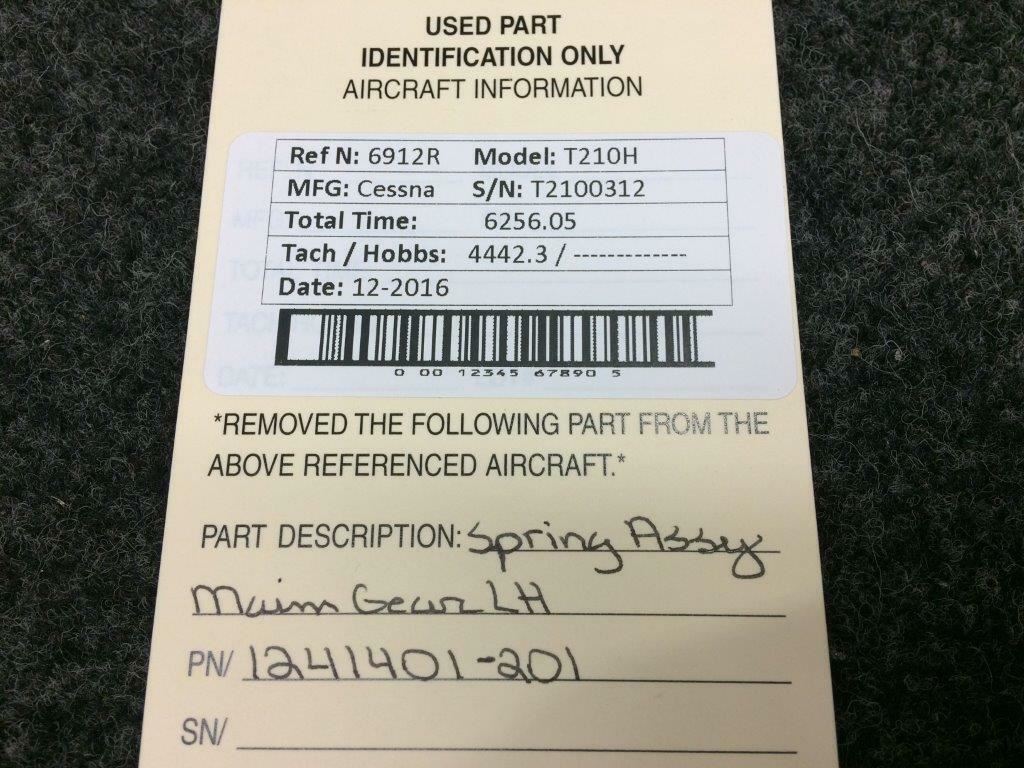 USED PART
IDENTIFICATION ONLY
AIRCRAFT INFORMATION
Ref N: 6912R Model: T210H
MFG: Cessna S/N: T2100312
Total Time: 6256.05
Tach / Hobbs: 4442.3 / -------------
Date: 12-2016
0 00 12345 67890 5
*REMOVED THE FOLLOWING PART FROM THE
ABOVE REFERENCED AIRCRAFT.*
PART DESCRIPTION: Spring Assy
Main Gear LH
PN/ 1241401-201
SN/